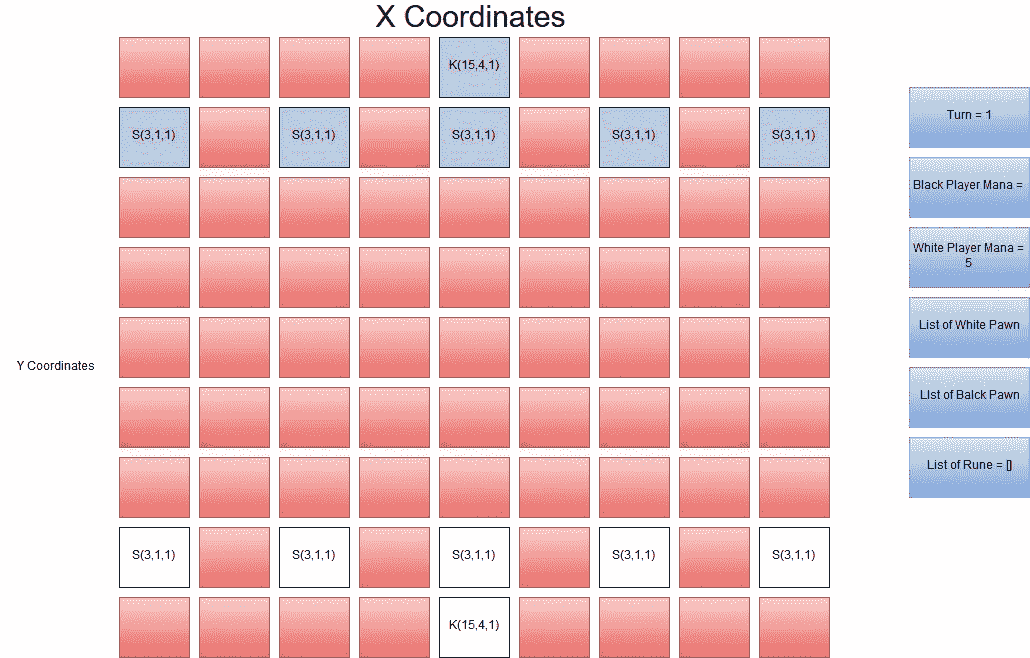 X Coordinates
K(15,4,1)
S(3,1,1) S(3,1,1) S(3,1,1) S(3,1,1) S(3,1,1)
Turn = 1
Black Player Mana =
White Player Mana =
5
List of White Pawn
Y Coordinates
LIst of Balck Pawn
List of Rune = []
S(3,1,1) S(3,1,1) S(3,1,1) S(3,1,1) S(3,1,1)
K(15,4,1)